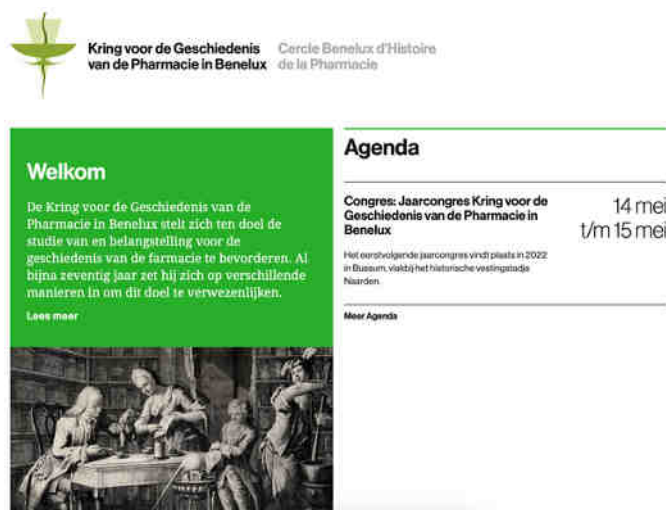 Kring voor de Geschiedenis
van de Pharmacie in Benelux
Cercle Benelux d'Histoire
de la Pharmacie
Welkom
De Kring voor de Geschiedenis van de
Pharmacie in Benelux stelt zich ten doel de
studie van en belangstelling voor de
geschiedenis van de farmacie te bevorderen. Al
bijna zeventig jaar zet hij zich op verschillende
manieren in om dit doel te verwezenlijken.
Lees meer
Agenda
Congres: Jaarcongres Kring voor de
Geschiedenis van de Pharmacie in
Benelux
14 mei
t/m 15 mei
Het eerstvolgende jaarcongres vindt plaats in 2022
in Bussum, vlakbij het historische vestingstadje
Naarden.
Meer Agenda